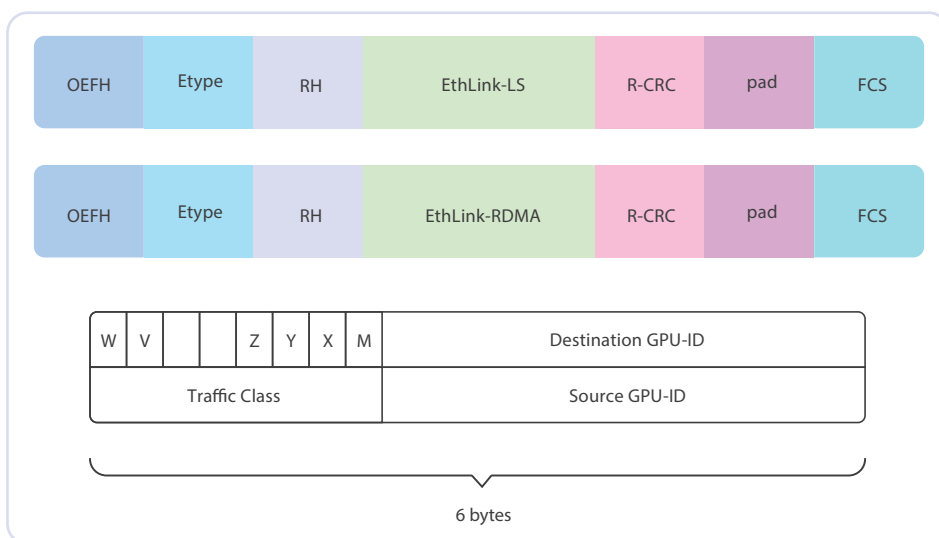 OEFH Etype RH EthLink-LS R-CRC pad FCS
OEFH Etype RH EthLink-RDMA R-CRC pad FCS
W V Z Y X M Destination GPU-ID
Traffic Class Source GPU-ID
6 bytes